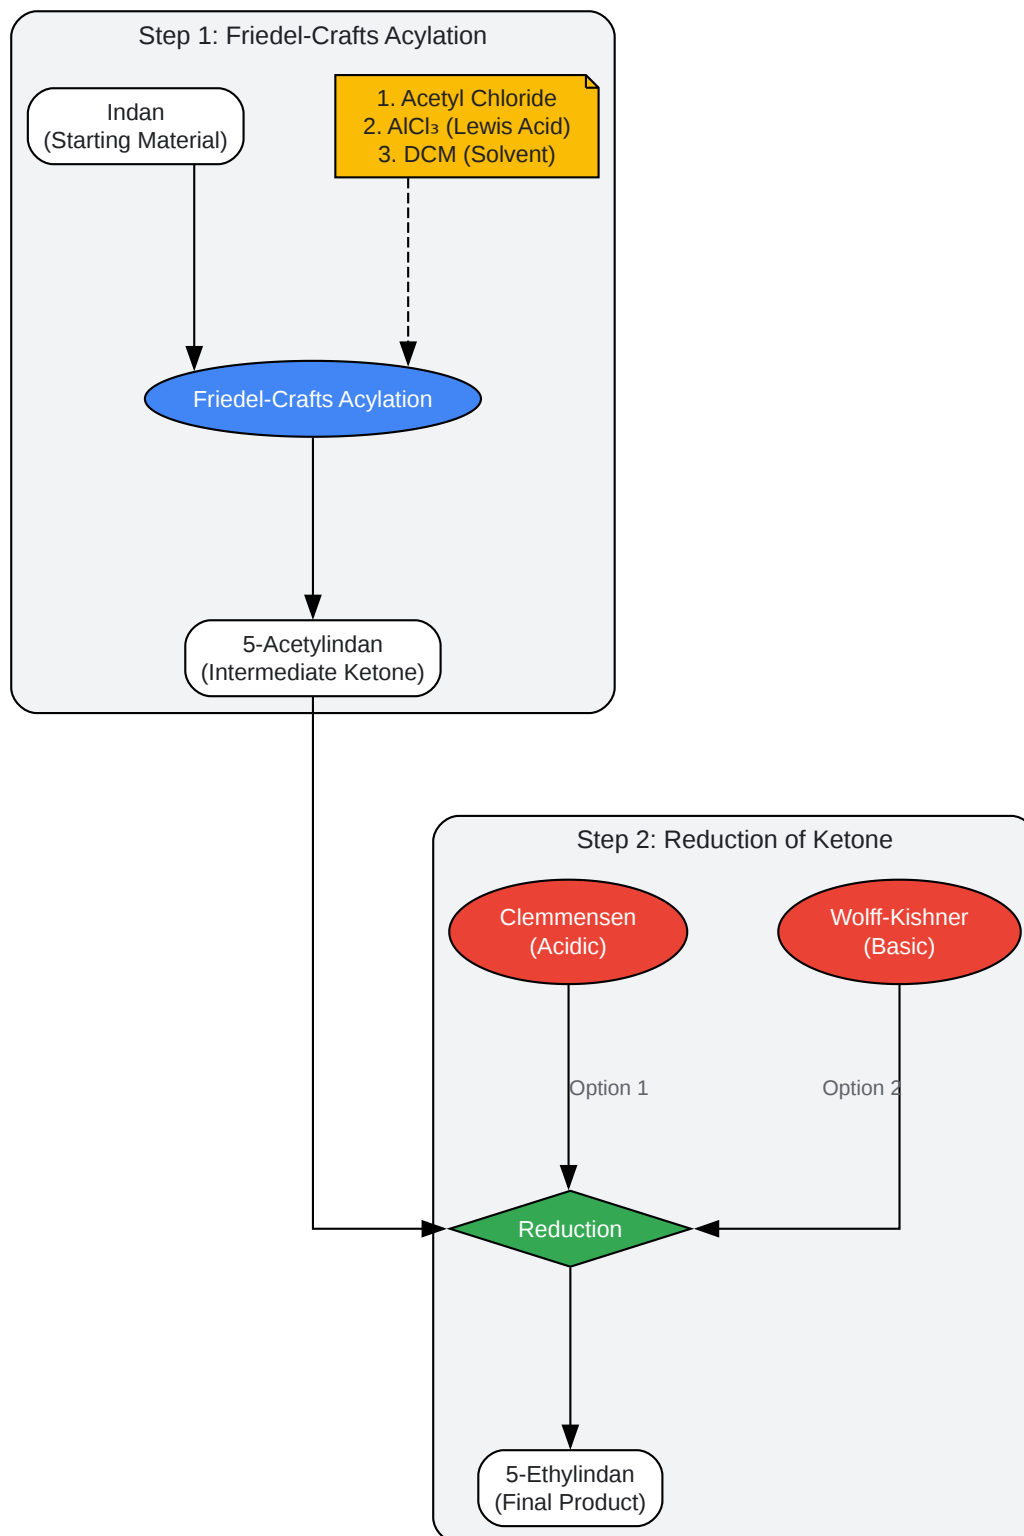 Step 1: Friedel-Crafts Acylation
Indan
(Starting Material)
1. Acetyl Chloride
2. AlCl₃ (Lewis Acid)
3. DCM (Solvent)
Friedel-Crafts Acylation
5-Acetylindan
(Intermediate Ketone)
Step 2: Reduction of Ketone
Clemmensen
(Acidic)
Wolff-Kishner
(Basic)
Option 1
Option 2
Reduction
5-Ethylindan
(Final Product)